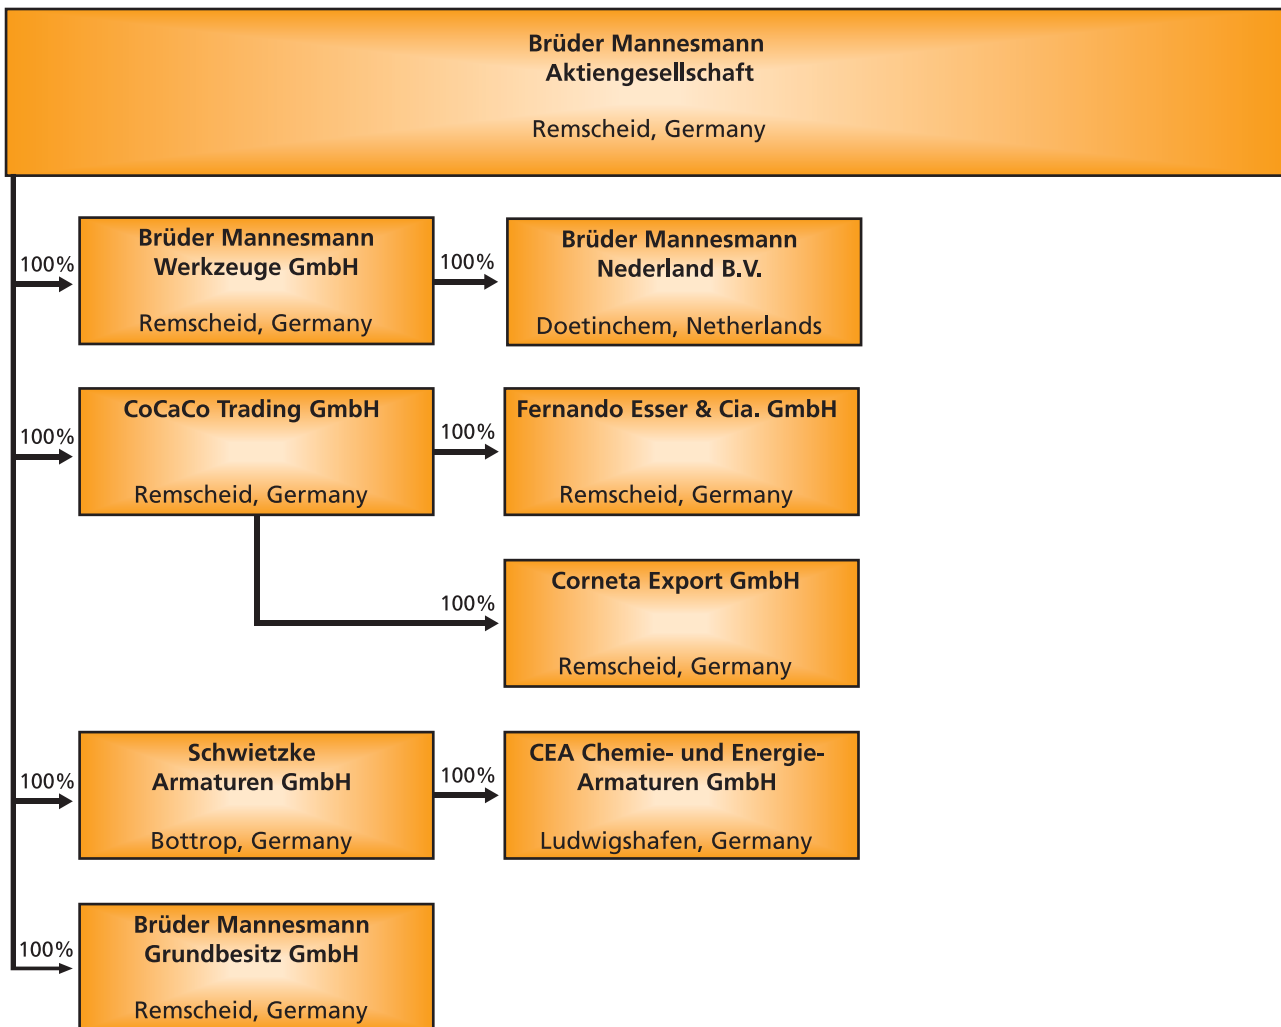 Brüder Mannesmann
Aktiengesellschaft
Remscheid, Germany
100%
Brüder Mannesmann
Werkzeuge GmbH
Remscheid, Germany
100%
Brüder Mannesmann
Nederland B.V.
Doetinchem, Netherlands
100%
CoCaCo Trading GmbH
Remscheid, Germany
100%
Fernando Esser & Cia. GmbH
Remscheid, Germany
100%
Corneta Export GmbH
Remscheid, Germany
100%
Schwietzke
Armaturen GmbH
Bottrop, Germany
100%
CEA Chemie- und Energie-
Armaturen GmbH
Ludwigshafen, Germany
100%
Brüder Mannesmann
Grundbesitz GmbH
Remscheid, Germany